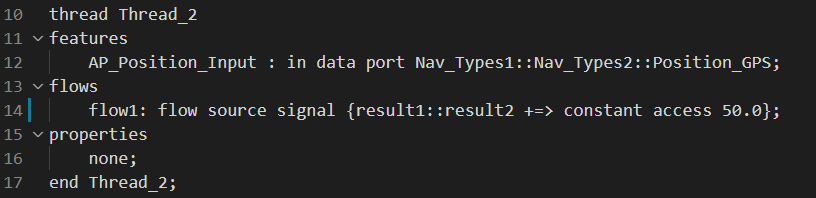 10 thread Thread_2
11 features
12 AP_Position_Input : in data port Nav_Types1::Nav_Types2::Position_GPS;
13 flows
14 flow1: flow source signal {result1::result2 +=> constant access 50.0};
15 properties
16 none;
17 end Thread_2;